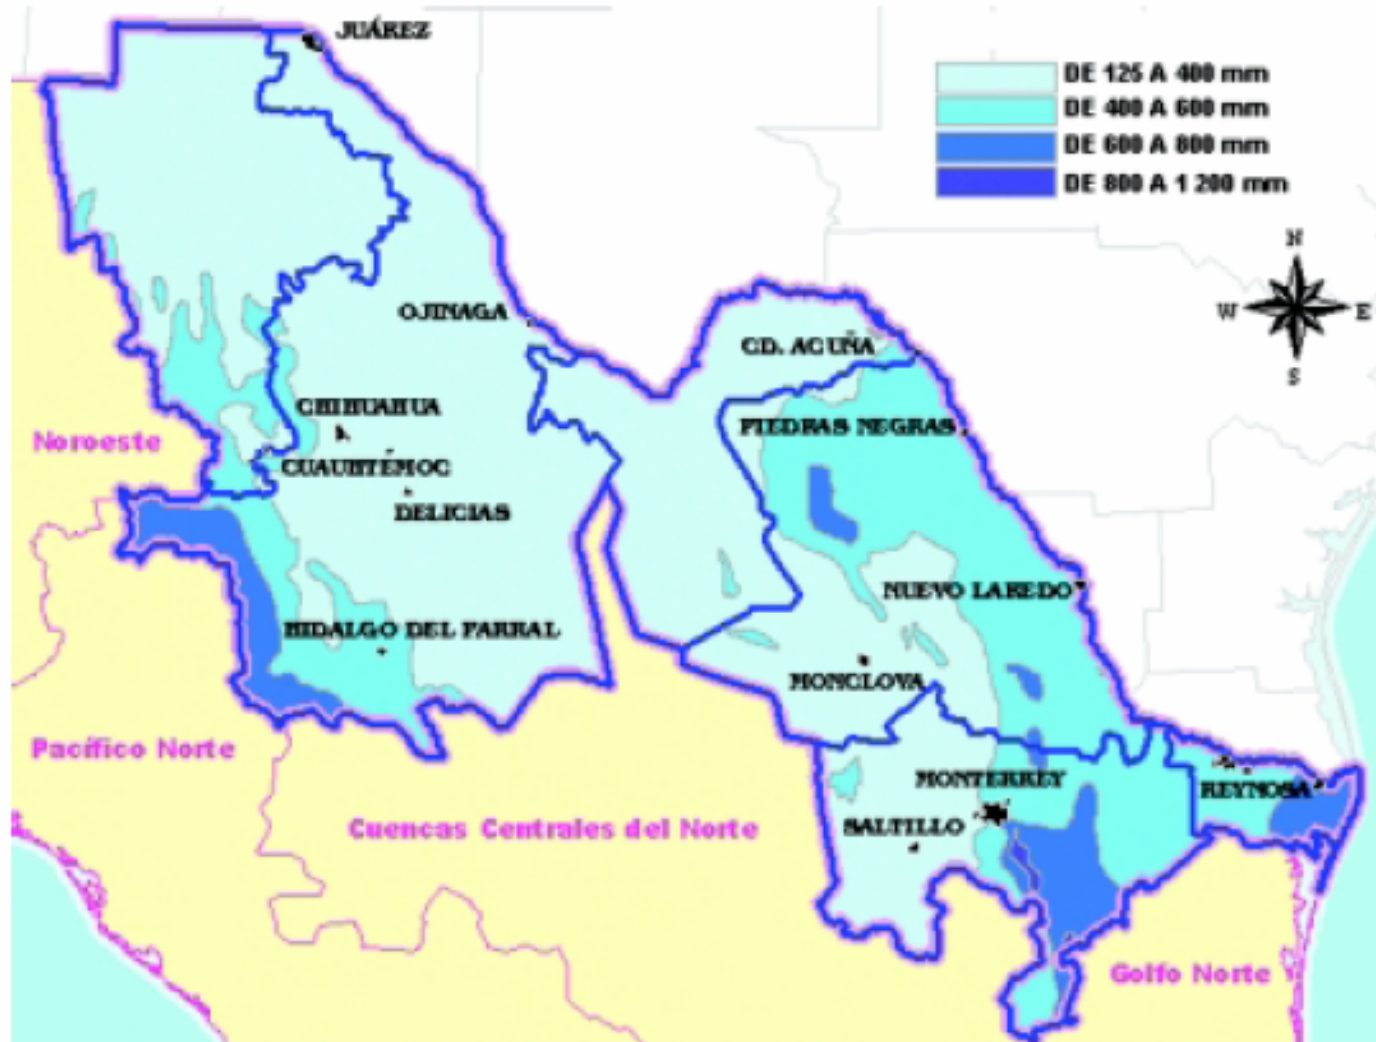 JUÁREZ
DE 125 A 400 mm
DE 400 A 600 mm
DE 600 A 800 mm
DE 800 A 1 200 mm
N
W
E
S
OJINAGA
CD. ACUÑA
CHIHUAHUA
PIEDRAS NEGRAS
Noroeste
CUAUHTÉMOC
DELICIAS
NUEVO LAREDO
HIDALGO DEL PARRAL
MONCLOVA
Pacífico Norte
MONTERREY
REYNOSA
Cuencas Centrales del Norte
SALTILLO
Golfo Norte